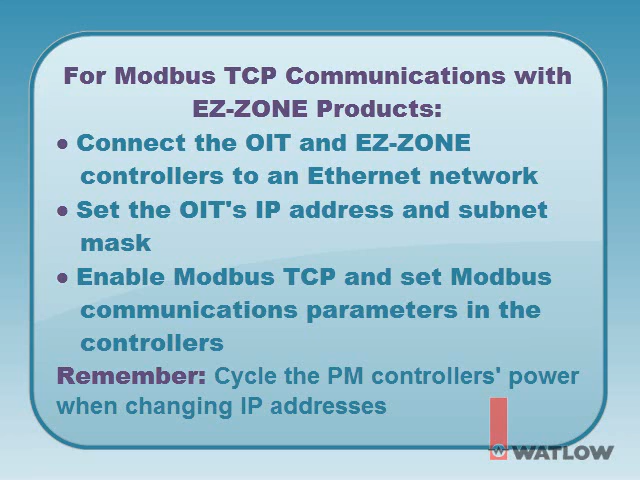 For Modbus TCP Communications with
EZ-ZONE Products:
● Connect the OIT and EZ-ZONE
controllers to an Ethernet network
● Set the OIT's IP address and subnet
mask
● Enable Modbus TCP and set Modbus
communications parameters in the
controllers
Remember: Cycle the PM controllers' power
when changing IP addresses
WATLOW